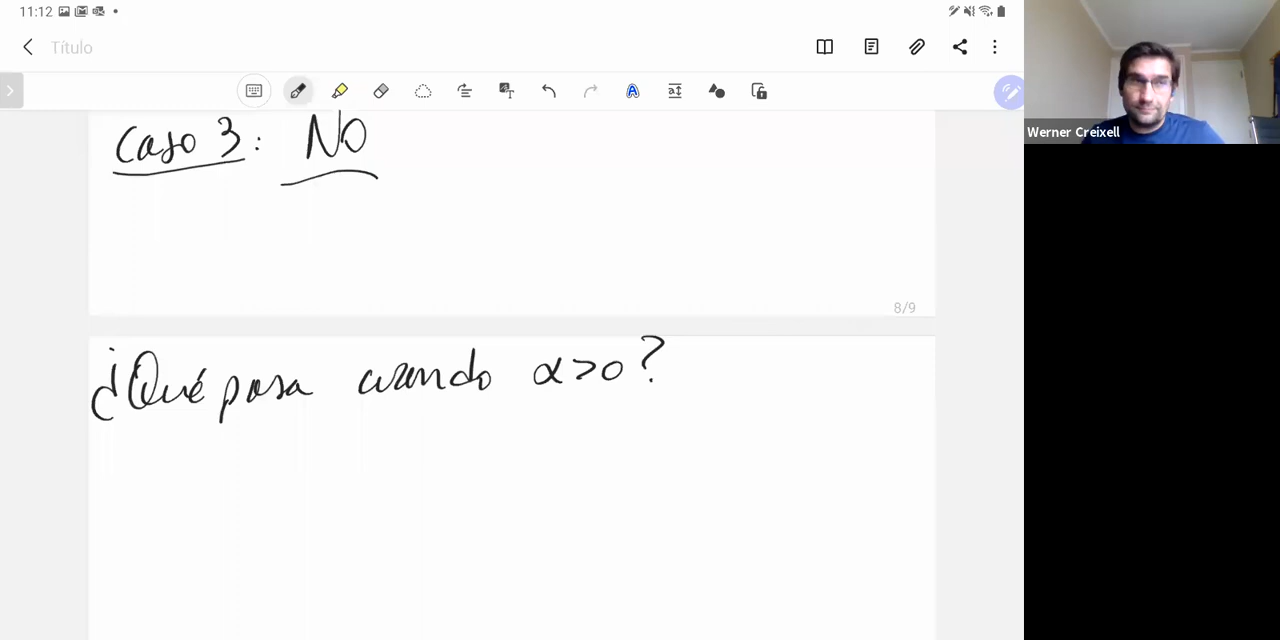 11:12
Título
Caso 3: NO
8/9
¿Qué pasa cuando α>0?
Werner Creixell